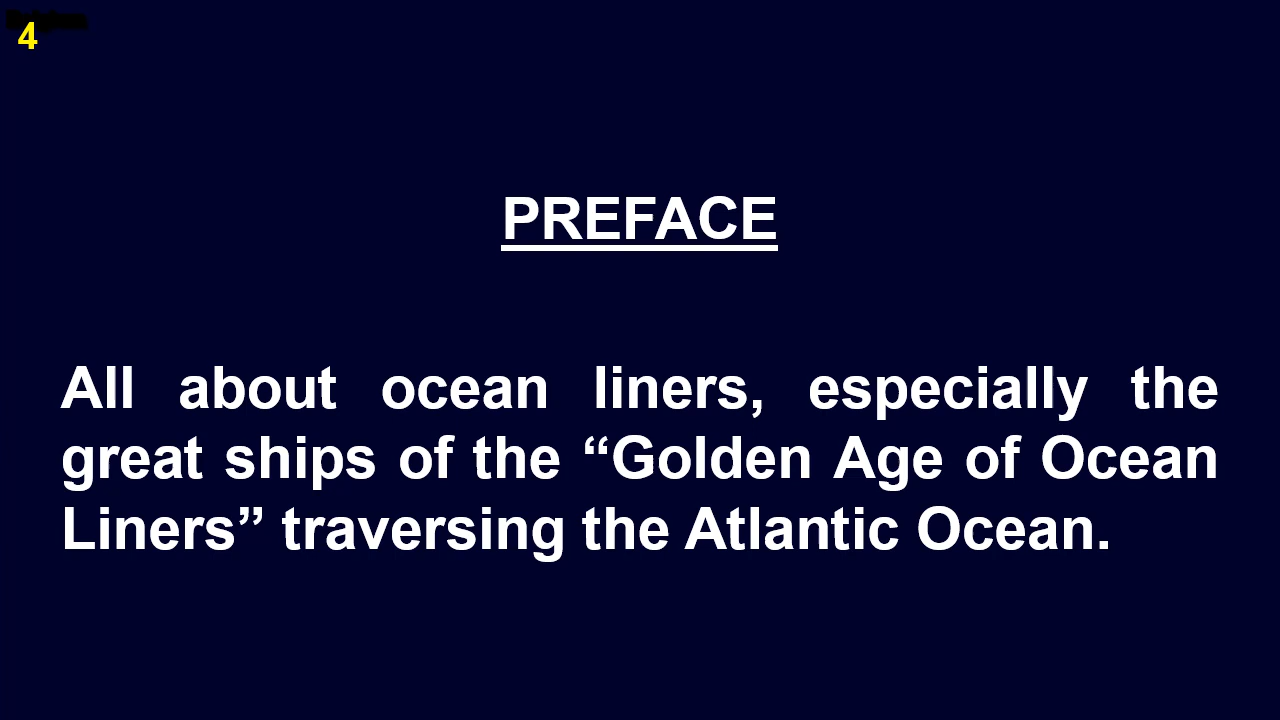 4
PREFACE
All about ocean liners, especially the
great ships of the “Golden Age of Ocean
Liners” traversing the Atlantic Ocean.